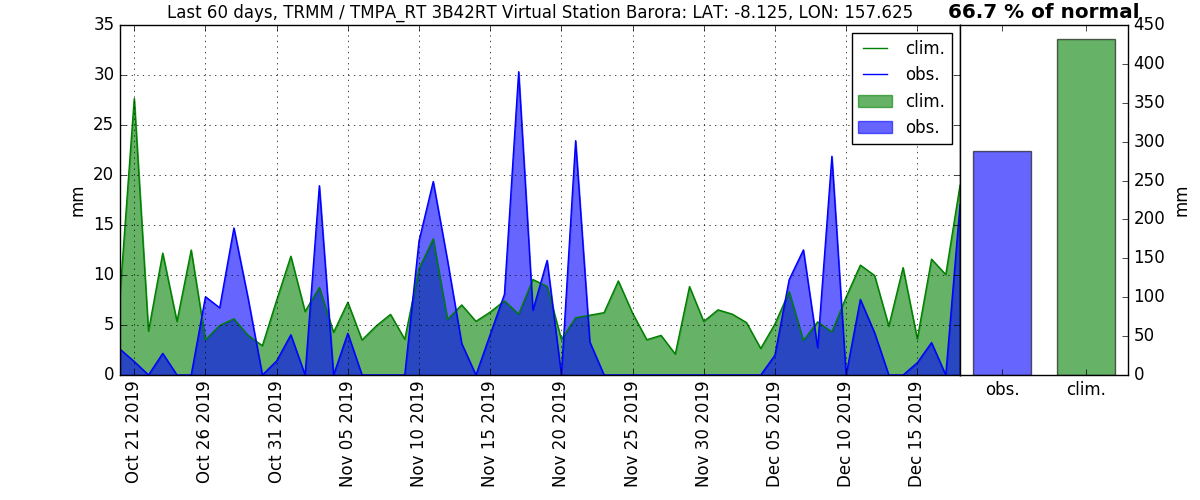 Last 60 days, TRMM / TMPA_RT 3B42RT Virtual Station Barora: LAT: -8.125, LON: 157.625
66.7 % of normal
35
30
25
20
15
10
5
0
mm
clim.
obs.
clim.
obs.
450
400
350
300
250
200
150
100
50
0
mm
Oct 21 2019
Oct 26 2019
Oct 31 2019
Nov 05 2019
Nov 10 2019
Nov 15 2019
Nov 20 2019
Nov 25 2019
Nov 30 2019
Dec 05 2019
Dec 10 2019
Dec 15 2019
obs.
clim.